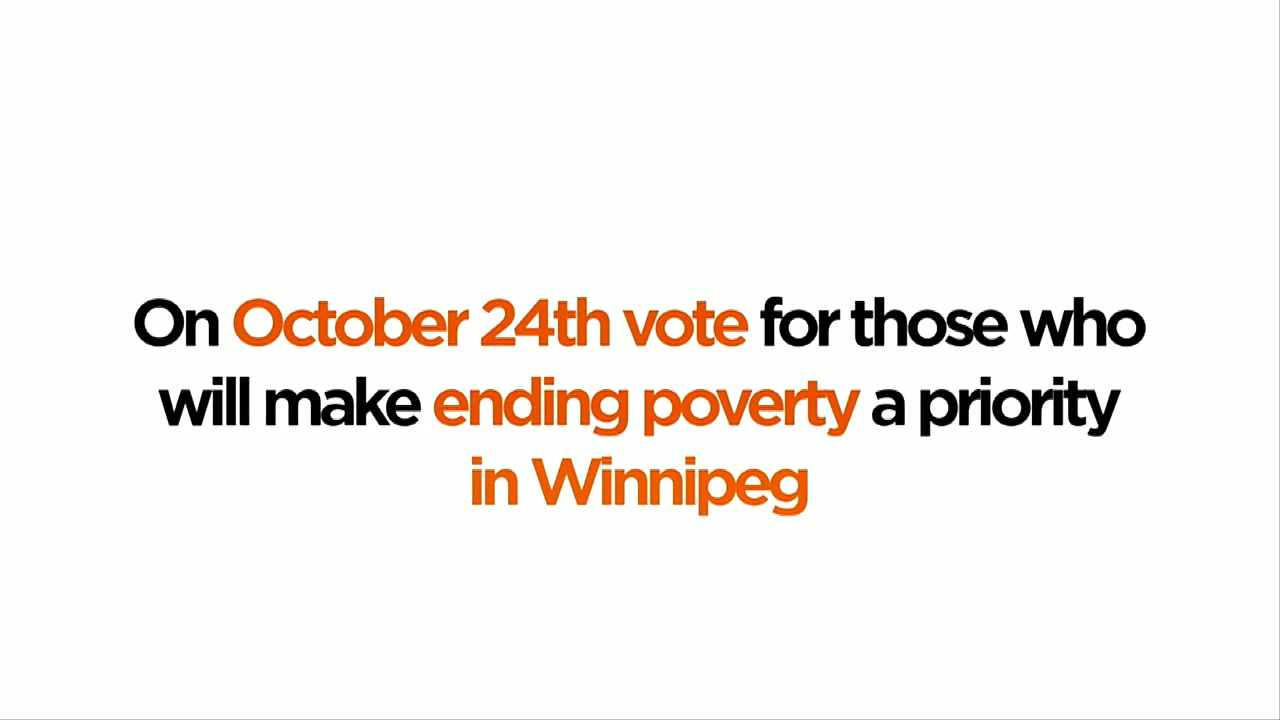 On October 24th vote for those who
will make ending poverty a priority
in Winnipeg